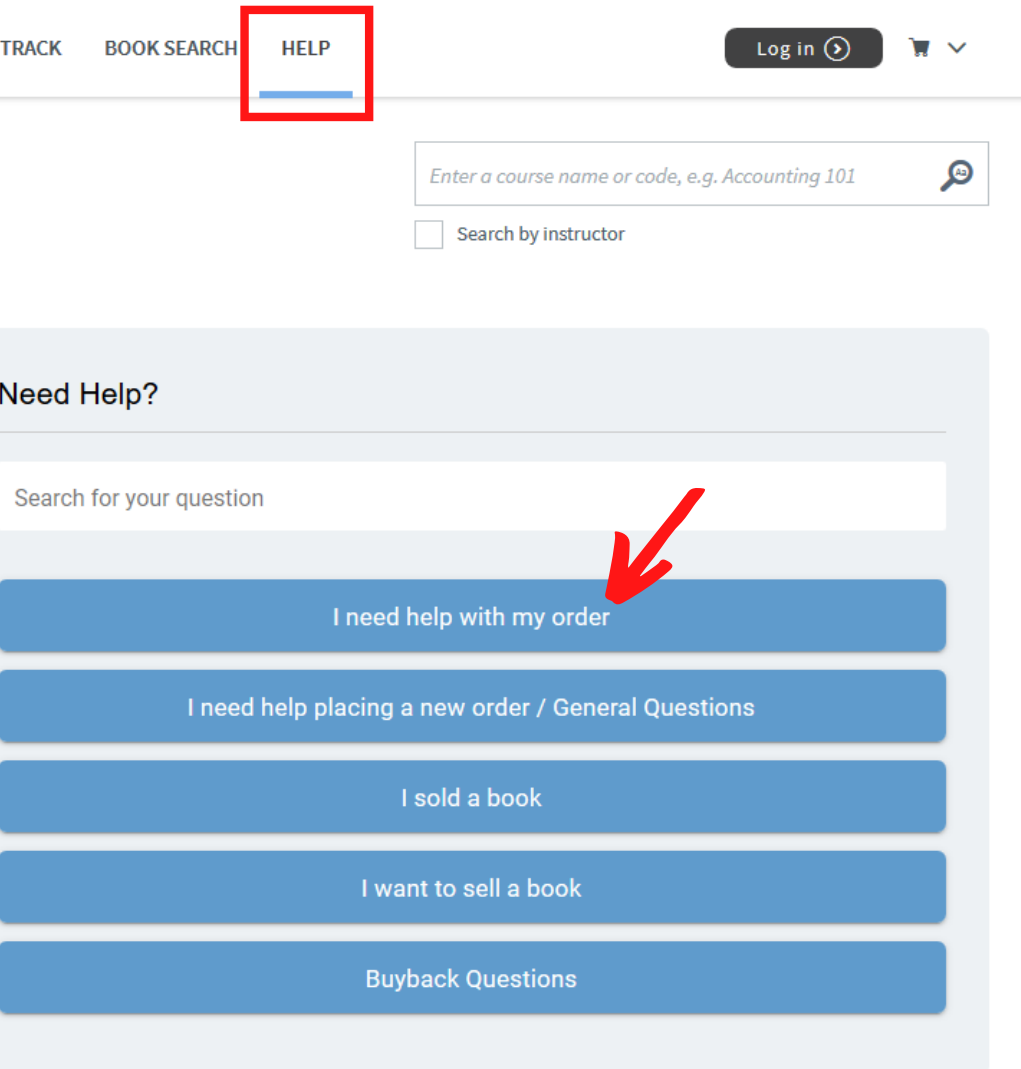 TRACK BOOK SEARCH HELP Log in
Enter a course name or code, e.g. Accounting 101 Aa
Search by instructor
Need Help?
Search for your question
I need help with my order
I need help placing a new order / General Questions
I sold a book
I want to sell a book
Buyback Questions